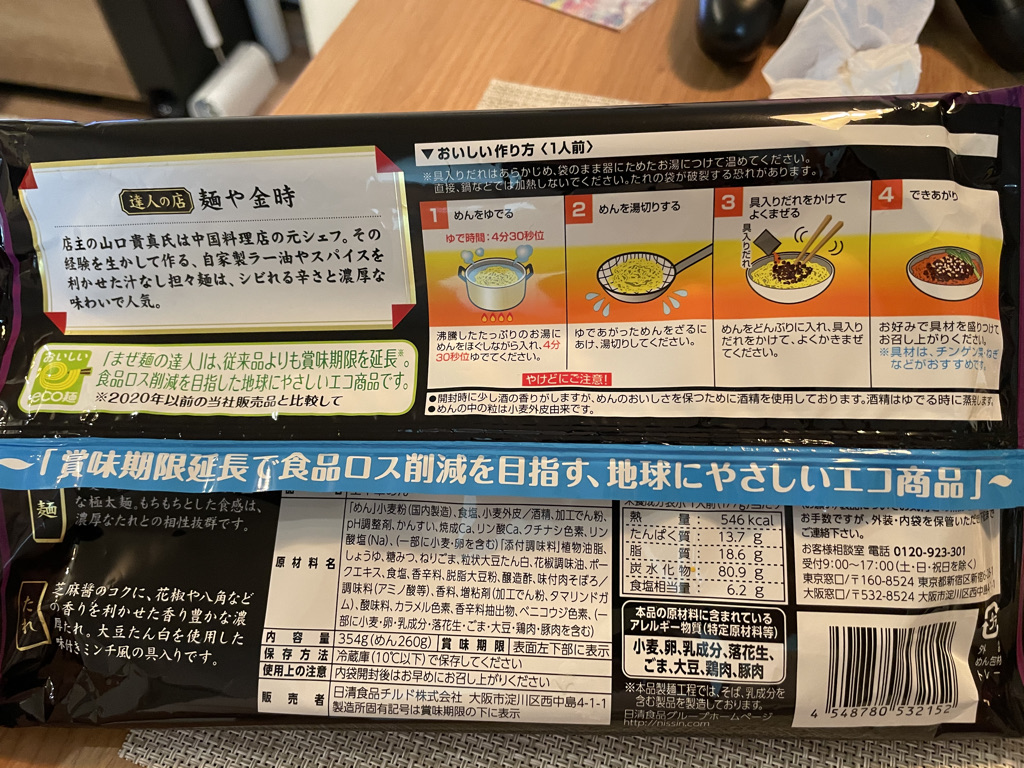 達人の店 麺や金時
店主の山口貴真氏は中国料理店の元シェフ。その
経験を生かして作る、自家製ラー油やスパイスを
利かせた汁なし担々麺は、シビれる辛さと濃厚な
味わいで人気。
おいしい
eco麺
「まぜ麺の達人」は、従来品よりも賞味期限を延長※。
食品ロス削減を目指した地球にやさしいエコ商品です。
※2020年以前の当社販売品と比較して
▼おいしい作り方〈1人前〉
※具入りだれはあらかじめ、袋のまま器にためたお湯につけて温めてください。
直接、鍋などでは加熱しないでください。たれの袋が破裂する恐れがあります。
1 めんをゆでる
ゆで時間:4分30秒位
沸騰したたっぷりのお湯に
めんをほぐしながら入れ、4分
30秒位ゆでてください。
2 めんを湯切りする
ゆであがっためんをざるに
あけ、湯切りしてください。
3 具入りだれをかけて
よくまぜる
具入りだれ
めんをどんぶりに入れ、具入り
だれをかけて、よくかきまぜ
てください。
4 できあがり
お好みで具材を盛りつけて
お召し上がりください。
※具材は、チンゲン菜・ねぎ
などがおすすめです。
やけどにご注意!
●開封時に少し酒の香りがしますが、めんのおいしさを保つために酒精を使用しております。酒精はゆでる時に蒸発します。
●めんの中の粒は小麦外皮由来です。
～「賞味期限延長で食品ロス削減を目指す、地球にやさしいエコ商品」～
麺
な極太麺。もちもちとした食感は、
濃厚なたれとの相性抜群です。
たれ
芝麻醤のコクに、花椒や八角など
の香りを利かせた香り豊かな濃
厚だれ。大豆たん白を使用した
味付きミンチ風の具入りです。
原材料名
「めん」小麦粉(国内製造)、食塩、小麦外皮/酒精、加工でん粉、
pH調整剤、かんすい、焼成Ca、リン酸Ca、クチナシ色素、リン
酸塩(Na)、(一部に小麦・卵を含む)「添付調味料」植物油脂、
しょうゆ、糖みつ、ねりごま、粒状大豆たん白、花椒調味油、ポー
クエキス、食塩、香辛料、脱脂大豆粉、醸造酢、味付肉そぼろ/
調味料(アミノ酸等)、香料、増粘剤(加工でん粉、タマリンドガ
ム)、酸味料、カラメル色素、香辛料抽出物、ベニコウジ色素、(一
部に小麦・卵・乳成分・落花生・ごま・大豆・鶏肉・豚肉を含む)
内容量 354g(めん260g) 賞味期限 表面左下部に表示
保存方法 冷蔵庫(10℃以下)で保存してください
使用上の注意 内袋開封後はお早めにお召し上がりください
販売者 日清食品チルド株式会社 大阪市淀川区西中島4-1-1
製造所固有記号は賞味期限の下に表示
熱量: 546 kcal
たんぱく質: 13.7 g
脂質: 18.6 g
炭水化物: 80.9 g
食塩相当量: 6.2 g
本品の原材料に含まれている
アレルギー物質(特定原材料等)
小麦、卵、乳成分、落花生、
ごま、大豆、鶏肉、豚肉
※本品製麺工程では、そば、乳成分を
含む製品を製造しております。
日清食品グループホームページ
http://nissin.com
お手数ですが、外装・内袋を保管いただき
ご連絡下さい。
お客様相談室 電話 0120-923-301
受付9:00～17:00(土・日・祝日を除く)
東京窓口/〒160-8524 東京都新宿区新宿
大阪窓口/〒532-8524 大阪市淀川区西中島4-1
4 548780 532152